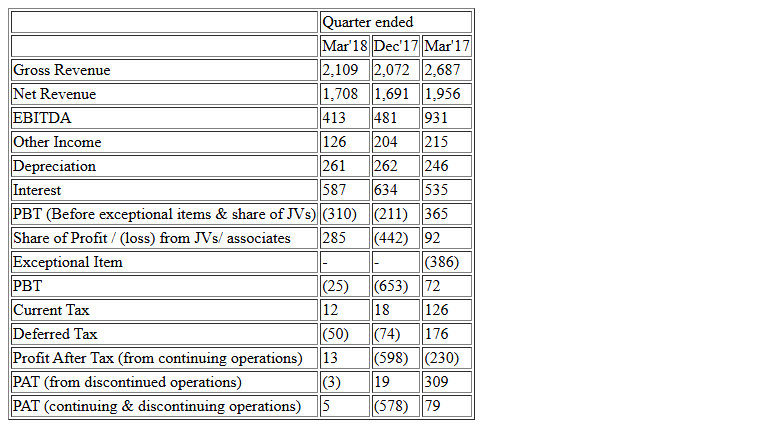 Quarter ended
Mar'18 Dec'17 Mar'17
Gross Revenue 2,109 2,072 2,687
Net Revenue 1,708 1,691 1,956
EBITDA 413 481 931
Other Income 126 204 215
Depreciation 261 262 246
Interest 587 634 535
PBT (Before exceptional items & share of JVs) (310) (211) 365
Share of Profit / (loss) from JVs/ associates 285 (442) 92
Exceptional Item - - (386)
PBT (25) (653) 72
Current Tax 12 18 126
Deferred Tax (50) (74) 176
Profit After Tax (from continuing operations) 13 (598) (230)
PAT (from discontinued operations) (3) 19 309
PAT (continuing & discontinuing operations) 5 (578) 79